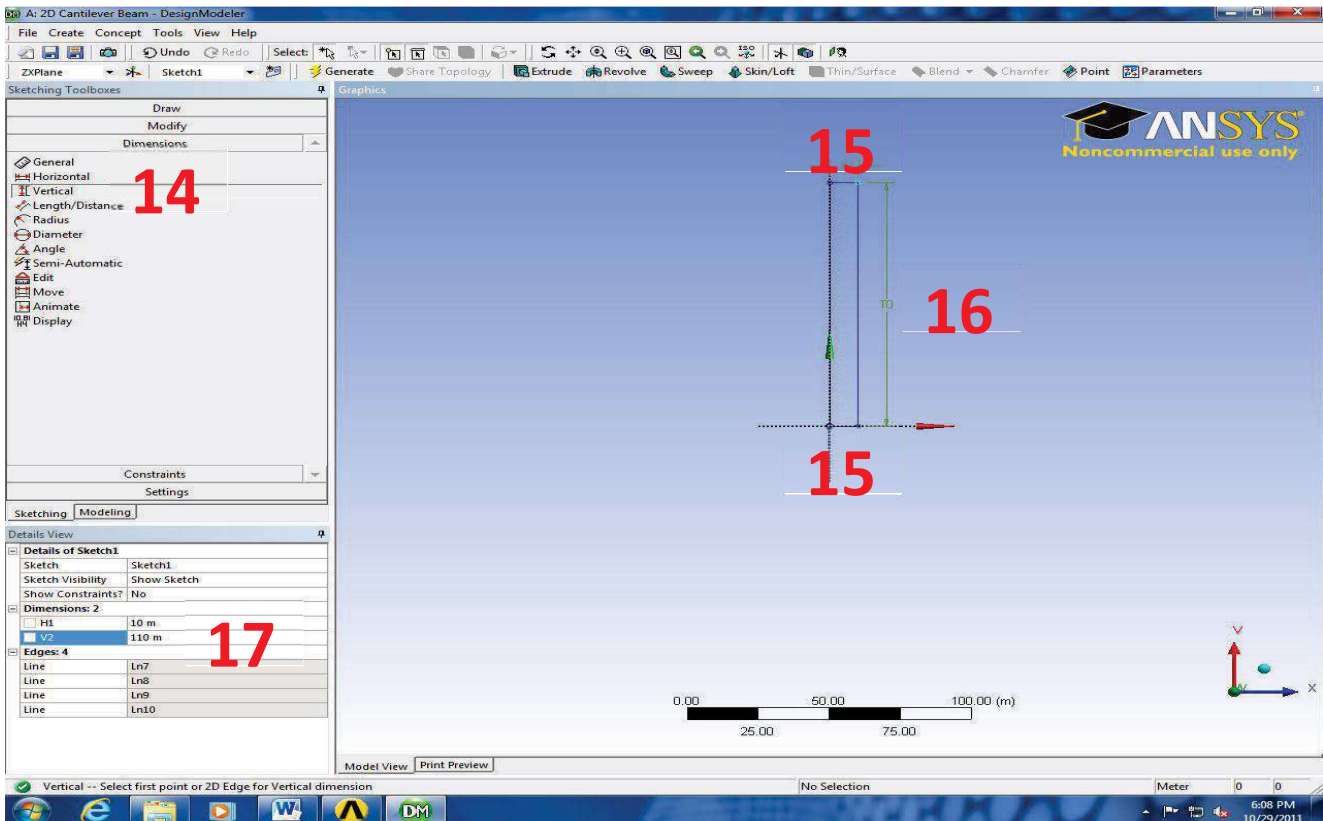 A: 2D Cantilever Beam - DesignModeler
File Create Concept Tools View Help
Undo Redo Select:
ZXPlane Sketch1 Generate Share Topology Extrude Revolve Sweep Skin/Loft Thin/Surface Blend Chamfer Point Parameters
Sketching Toolboxes
Draw
Modify
Dimensions
General
Horizontal
Vertical
Length/Distance
Radius
Diameter
Angle
Semi-Automatic
Edit
Move
Animate
Display
14
Constraints
Settings
Sketching Modeling
Details View
Details of Sketch1
Sketch Sketch1
Sketch Visibility Show Sketch
Show Constraints? No
Dimensions: 2
H1 10 m
V2 110 m
17
Edges: 4
Line Ln7
Line Ln8
Line Ln9
Line Ln10
Graphics
ANSYS
Noncommercial use only
15
16
15
0.00 50.00 100.00 (m)
25.00 75.00
X
Model View Print Preview
Vertical -- Select first point or 2D Edge for Vertical dimension No Selection Meter 0 0
DM
6:08 PM
10/29/2011